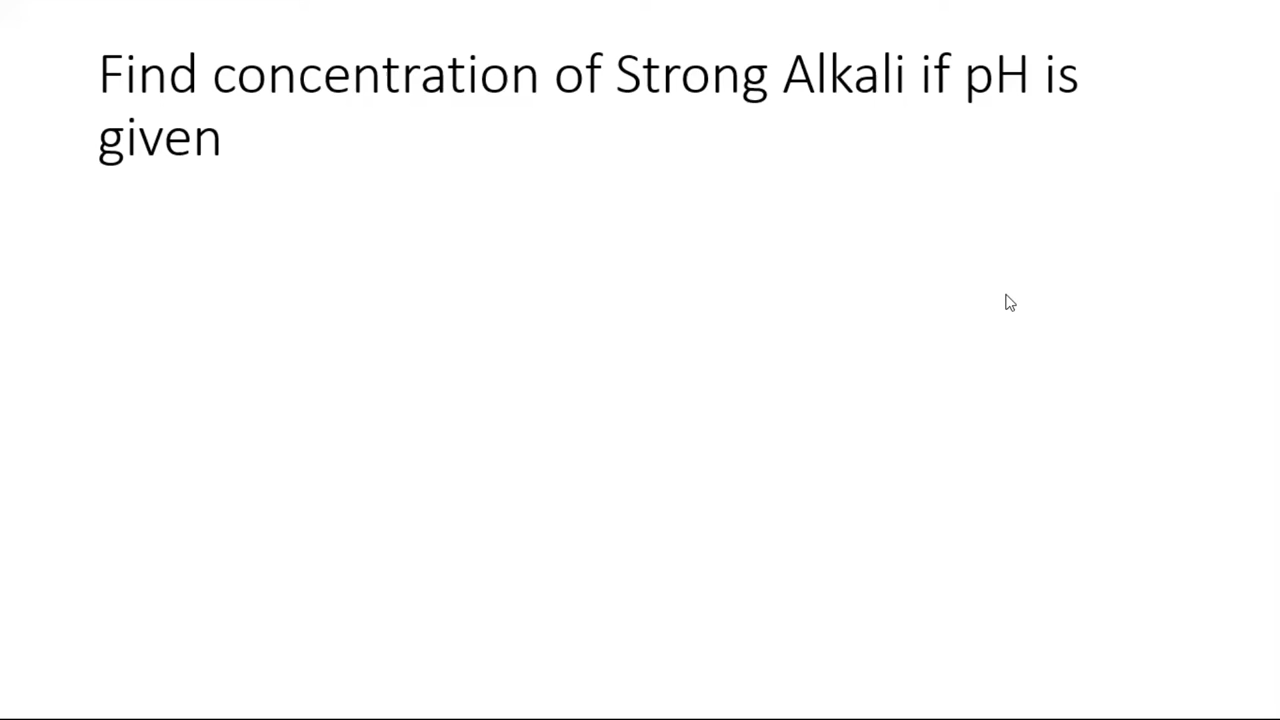 Find concentration of Strong Alkali if pH is
given